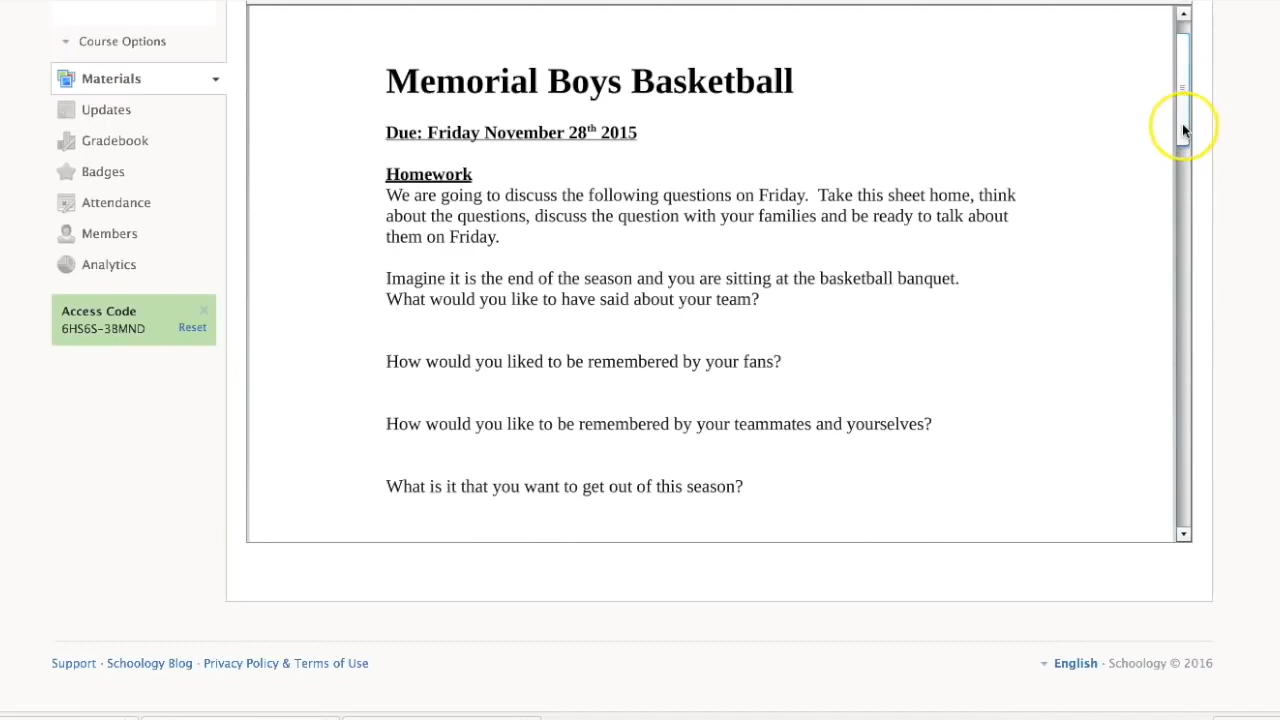 Course Options
Materials
Updates
Gradebook
Badges
Attendance
Members
Analytics
Access Code
6HS6S-3BMND Reset
Memorial Boys Basketball
Due: Friday November 28th 2015
Homework
We are going to discuss the following questions on Friday. Take this sheet home, think
about the questions, discuss the question with your families and be ready to talk about
them on Friday.
Imagine it is the end of the season and you are sitting at the basketball banquet.
What would you like to have said about your team?
How would you liked to be remembered by your fans?
How would you like to be remembered by your teammates and yourselves?
What is it that you want to get out of this season?
Support · Schoology Blog · Privacy Policy & Terms of Use
English · Schoology © 2016